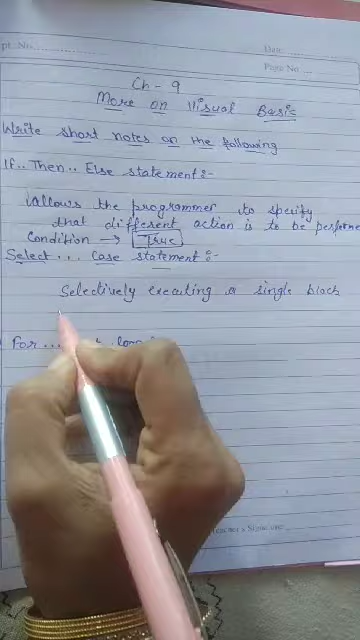 pt. No.
Date
Page No
Ch - 9
More on Visual Basic
Write short notes on the following
If.. Then.. Else statement :-
Allows the programmer to specify
that different action is to be performe
Condition → True
Select ... Case statement :-
Selectively executing a single block
For ...
Teacher's Signature